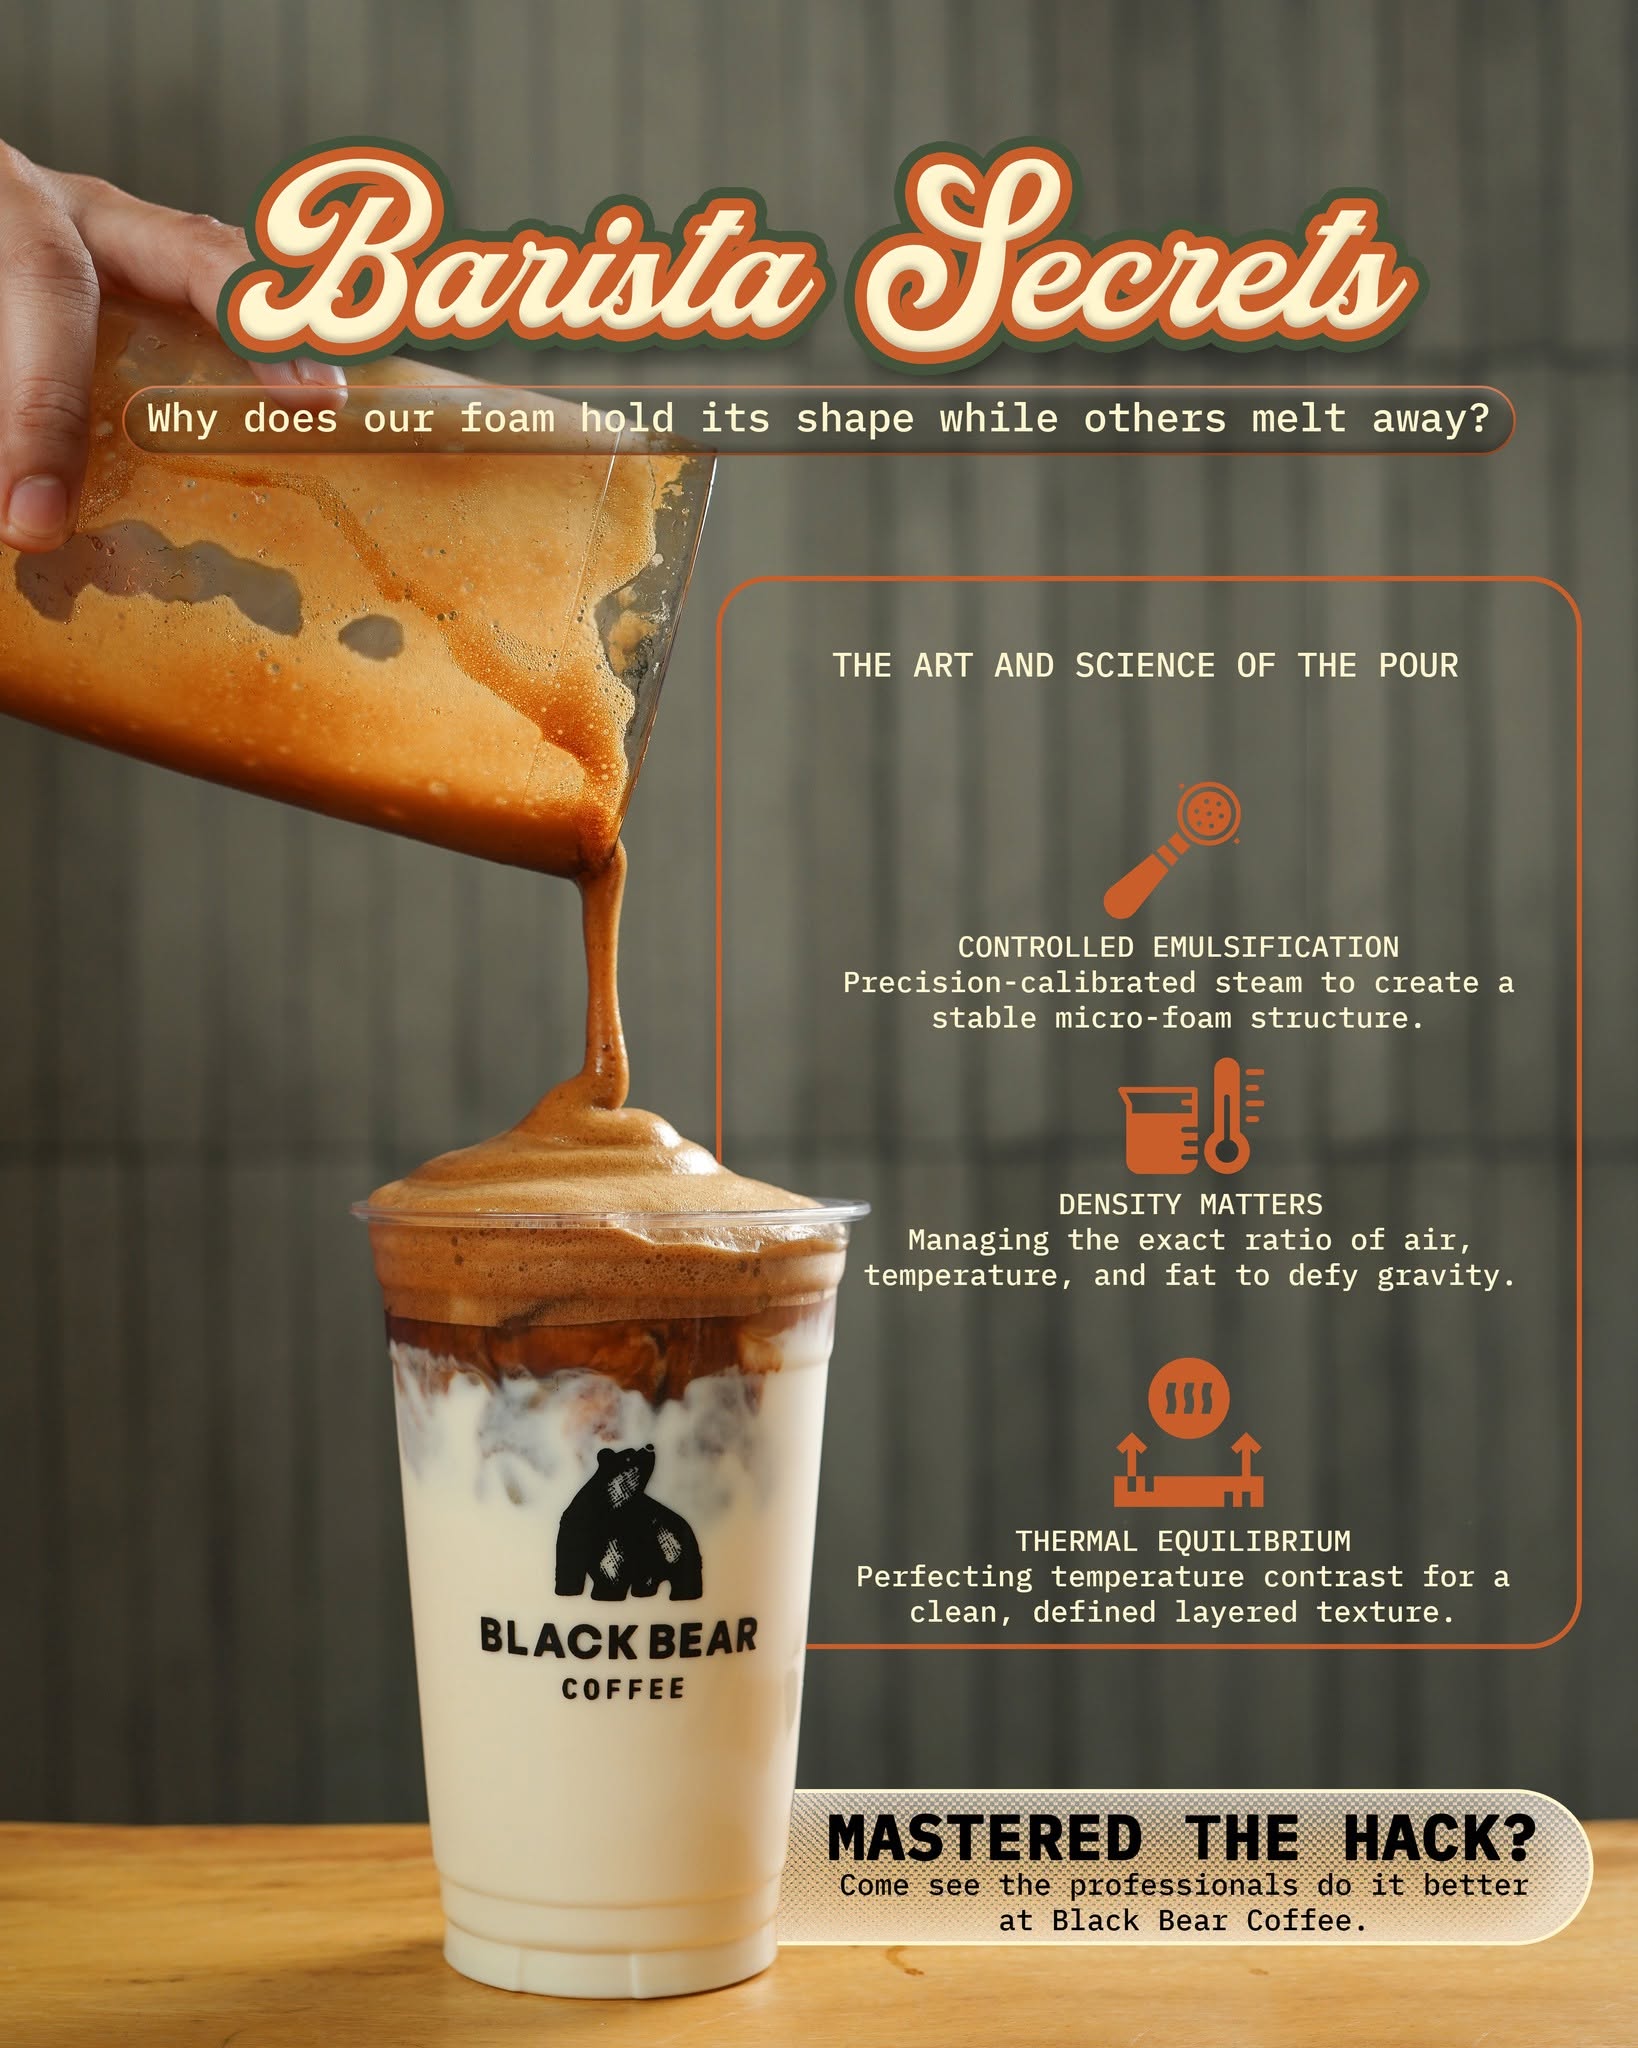 Barista Secrets
Why does our foam hold its shape while others melt away?
THE ART AND SCIENCE OF THE POUR
CONTROLLED EMULSIFICATION
Precision-calibrated steam to create a
stable micro-foam structure.
DENSITY MATTERS
Managing the exact ratio of air,
temperature, and fat to defy gravity.
THERMAL EQUILIBRIUM
Perfecting temperature contrast for a
clean, defined layered texture.
BLACK BEAR
COFFEE
MASTERED THE HACK?
Come see the professionals do it better
at Black Bear Coffee.